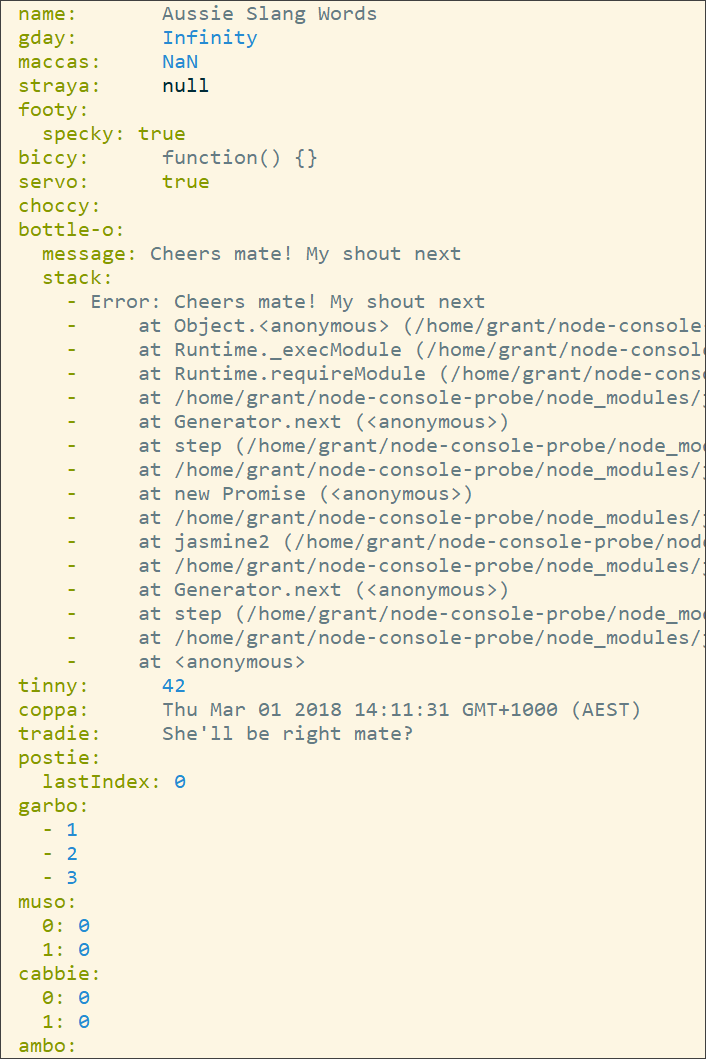 name:       Aussie Slang Words
gday:       Infinity
maccas:     NaN
straya:     null
footy:
  specky: true
biccy:      function() {}
servo:      true
choccy:
bottle-o:
  message: Cheers mate! My shout next
  stack:
    - Error: Cheers mate! My shout next
    -     at Object.<anonymous> (/home/grant/node-console-
    -     at Runtime._execModule (/home/grant/node-consol
    -     at Runtime.requireModule (/home/grant/node-cons
    -     at /home/grant/node-console-probe/node_modules/j
    -     at Generator.next (<anonymous>)
    -     at step (/home/grant/node-console-probe/node_mo
    -     at /home/grant/node-console-probe/node_modules/j
    -     at new Promise (<anonymous>)
    -     at /home/grant/node-console-probe/node_modules/j
    -     at jasmine2 (/home/grant/node-console-probe/node
    -     at /home/grant/node-console-probe/node_modules/j
    -     at Generator.next (<anonymous>)
    -     at step (/home/grant/node-console-probe/node_mo
    -     at /home/grant/node-console-probe/node_modules/j
    -     at <anonymous>
tinny:      42
coppa:      Thu Mar 01 2018 14:11:31 GMT+1000 (AEST)
tradie:     She'll be right mate?
postie:
  lastIndex: 0
garbo:
  - 1
  - 2
  - 3
muso:
  0: 0
  1: 0
cabbie:
  0: 0
  1: 0
ambo: